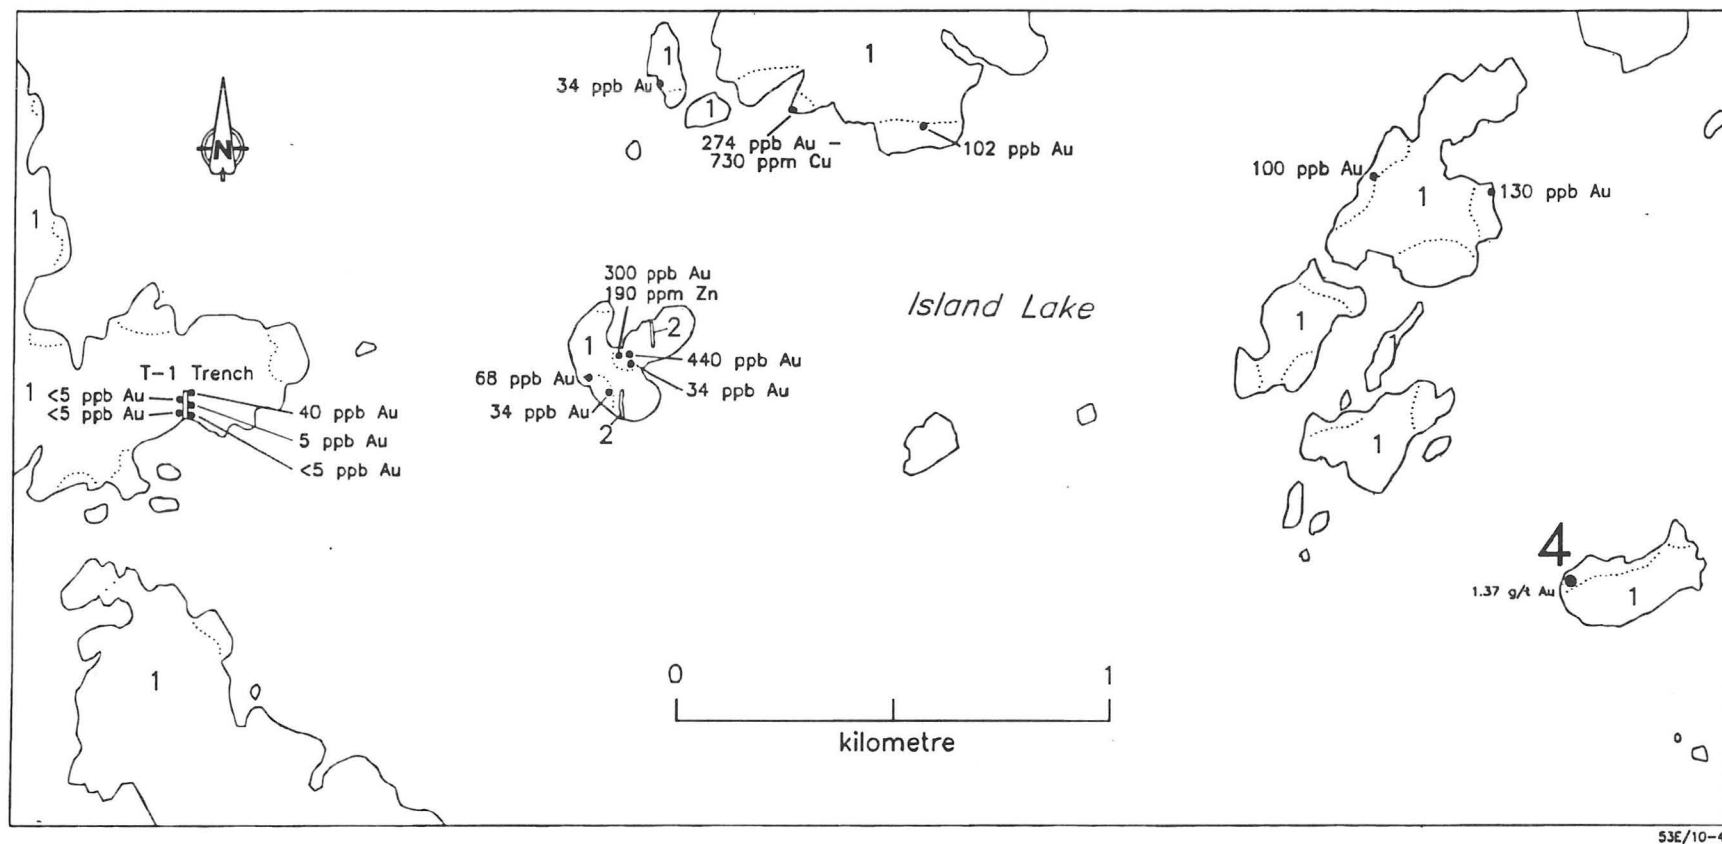 1
34 ppb Au
1
1
274 ppb Au –
730 ppm Cu
102 ppb Au
N
100 ppb Au
1
130 ppb Au
1
300 ppb Au
190 ppm Zn
Island Lake
2
1
440 ppb Au
34 ppb Au
68 ppb Au
34 ppb Au
2
1
1
1
T-1 Trench
1
<5 ppb Au
<5 ppb Au
40 ppb Au
5 ppb Au
<5 ppb Au
4
1.37 g/t Au
1
1
0 1
kilometre
53E/10-4